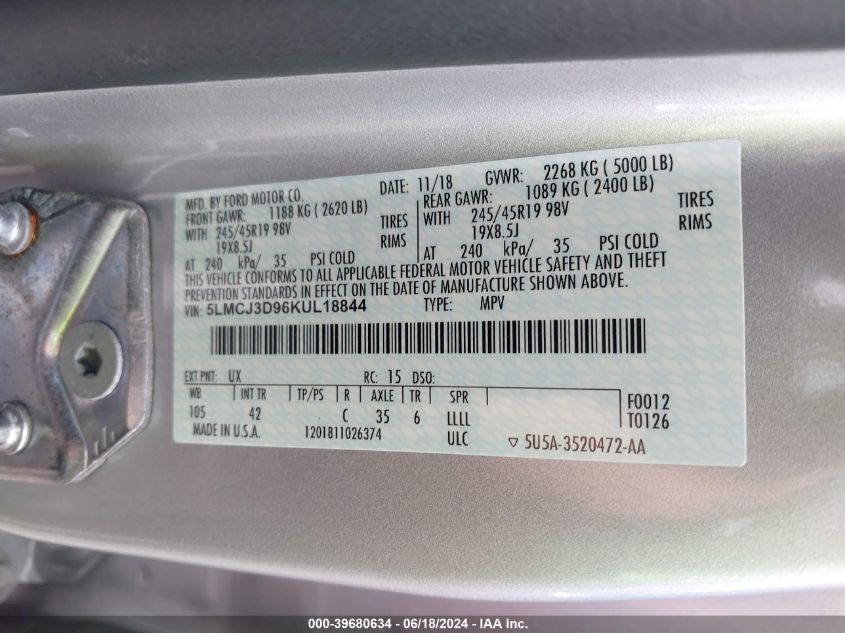 MFD. BY FORD MOTOR CO.
DATE: 11/18 GVWR: 2268 KG ( 5000 LB)
FRONT GAWR: 1188 KG ( 2620 LB) REAR GAWR: 1089 KG ( 2400 LB)
WITH 245/45R19 98V TIRES WITH 245/45R19 98V TIRES
19X8.5J RIMS 19X8.5J RIMS
AT 240 kPa/ 35 PSI COLD AT 240 kPa/ 35 PSI COLD
THIS VEHICLE CONFORMS TO ALL APPLICABLE FEDERAL MOTOR VEHICLE SAFETY AND THEFT
PREVENTION STANDARDS IN EFFECT ON THE DATE OF MANUFACTURE SHOWN ABOVE.
VIN: 5LMCJ3D96KUL18844 TYPE: MPV
EXT PNT: UX RC: 15 DSO:
WB INT TR TP/PS R AXLE TR SPR F0012
105 42 C 35 6 LLLL T0126
MADE IN U.S.A. 1201811026374 ULC ▽ 5U5A-3520472-AA
000-39680634 - 06/18/2024 - IAA Inc.